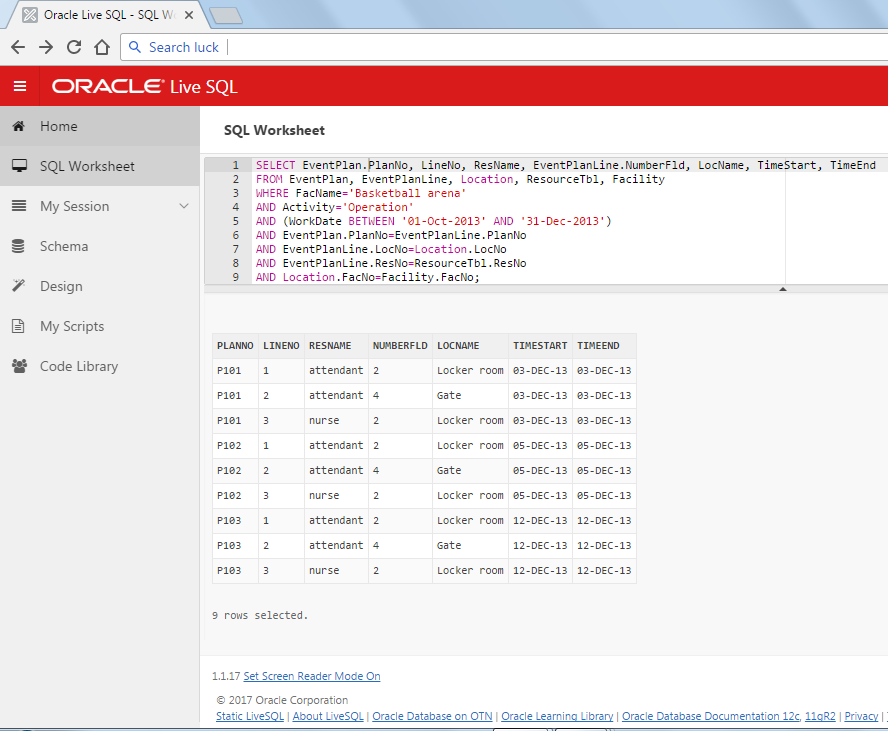 Oracle Live SQL - SQL Wo
Search luck
ORACLE® Live SQL
Home
SQL Worksheet
My Session
Schema
Design
My Scripts
Code Library
SQL Worksheet
1 SELECT EventPlan.PlanNo, LineNo, ResName, EventPlanLine.NumberFld, LocName, TimeStart, TimeEnd
2 FROM EventPlan, EventPlanLine, Location, ResourceTbl, Facility
3 WHERE FacName='Basketball arena'
4 AND Activity='Operation'
5 AND (WorkDate BETWEEN '01-Oct-2013' AND '31-Dec-2013')
6 AND EventPlan.PlanNo=EventPlanLine.PlanNo
7 AND EventPlanLine.LocNo=Location.LocNo
8 AND EventPlanLine.ResNo=ResourceTbl.ResNo
9 AND Location.FacNo=Facility.FacNo;
PLANNO LINENO RESNAME NUMBERFLD LOCNAME TIMESTART TIMEEND
P101 1 attendant 2 Locker room 03-DEC-13 03-DEC-13
P101 2 attendant 4 Gate 03-DEC-13 03-DEC-13
P101 3 nurse 2 Locker room 03-DEC-13 03-DEC-13
P102 1 attendant 2 Locker room 05-DEC-13 05-DEC-13
P102 2 attendant 4 Gate 05-DEC-13 05-DEC-13
P102 3 nurse 2 Locker room 05-DEC-13 05-DEC-13
P103 1 attendant 2 Locker room 12-DEC-13 12-DEC-13
P103 2 attendant 4 Gate 12-DEC-13 12-DEC-13
P103 3 nurse 2 Locker room 12-DEC-13 12-DEC-13
9 rows selected.
1.1.17 Set Screen Reader Mode On
© 2017 Oracle Corporation
Static LiveSQL | About LiveSQL | Oracle Database on OTN | Oracle Learning Library | Oracle Database Documentation 12c, 11gR2 | Privacy |